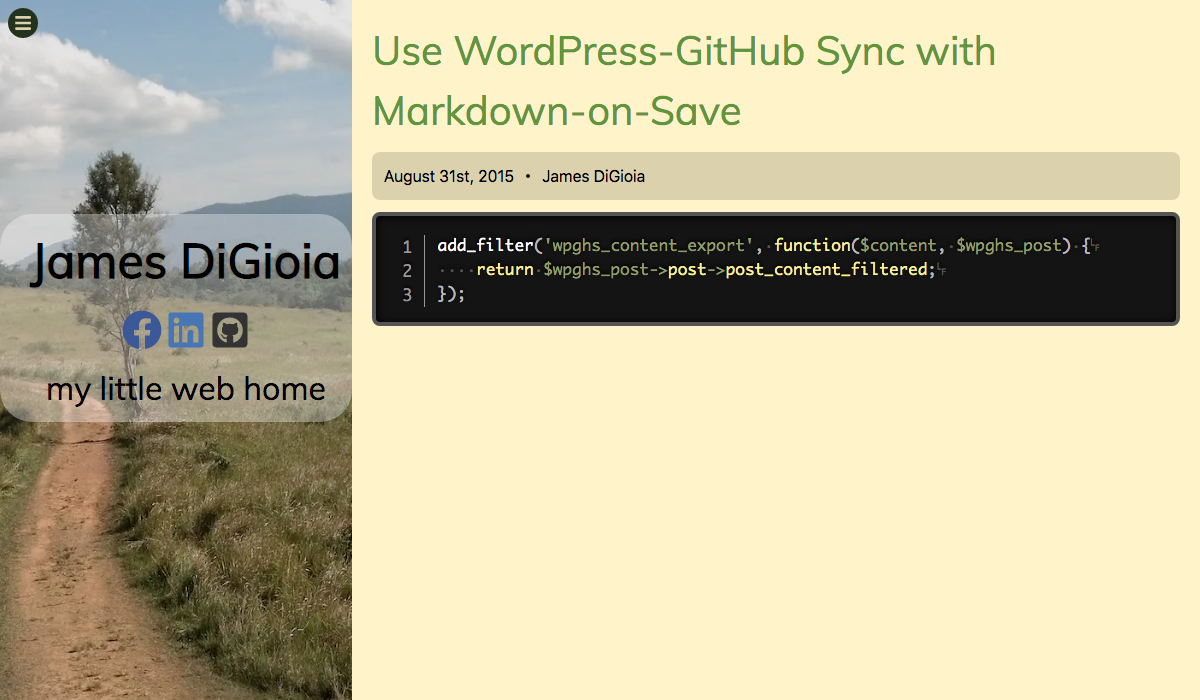 James DiGioia
my little web home
Use WordPress-GitHub Sync with
Markdown-on-Save
August 31st, 2015 • James DiGioia
1 add_filter('wpghs_content_export', function($content, $wpghs_post) {
2     return $wpghs_post->post->post_content_filtered;
3 });